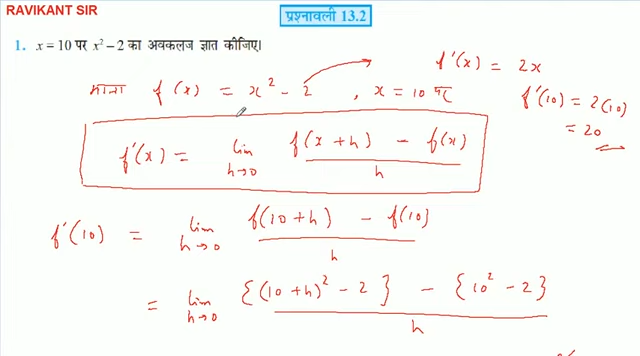 RAVIKANT SIR
प्रश्नावली 13.2
1. x = 10 पर x² – 2 का अवकलज ज्ञात कीजिए।
माना f(x) = x² - 2 , x = 10 पर
f'(x) = 2x
f'(10) = 2(10)
= 20
f'(x) = lim h→0 f(x+h) - f(x) / h
f'(10) = lim h→0 f(10+h) - f(10) / h
= lim h→0 {(10+h)² - 2} - {10² - 2} / h